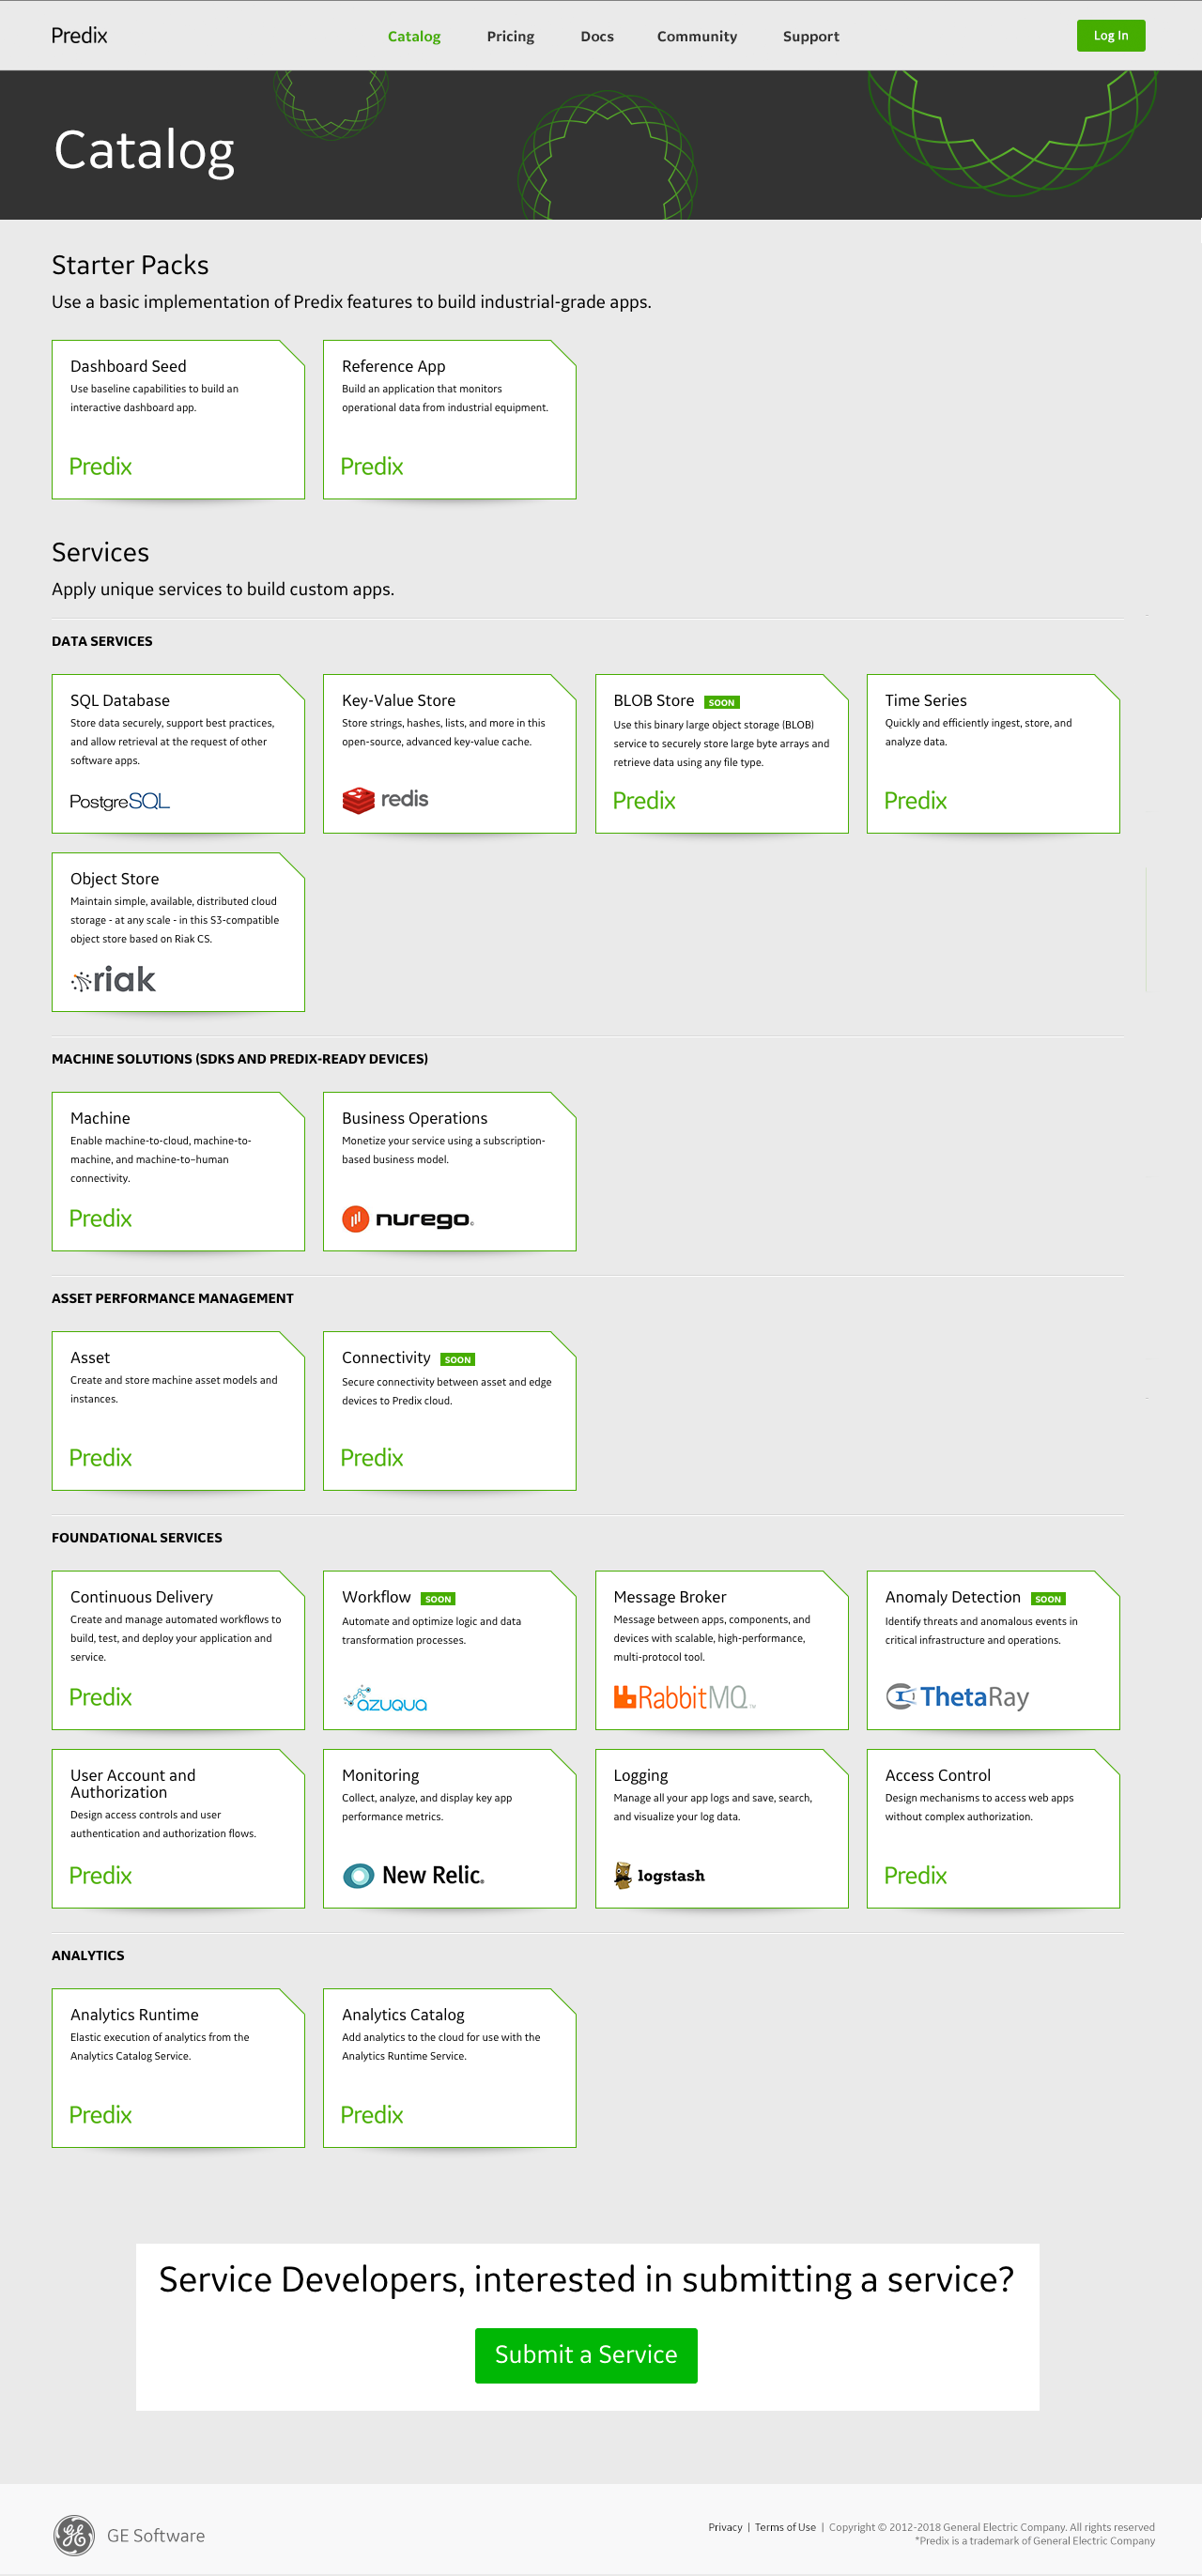 Predix
Catalog Pricing Docs Community Support
Log In
Catalog
Starter Packs
Use a basic implementation of Predix features to build industrial-grade apps.
Dashboard Seed
Use baseline capabilities to build an
interactive dashboard app.
Predix
Reference App
Build an application that monitors
operational data from industrial equipment.
Predix
Services
Apply unique services to build custom apps.
DATA SERVICES
SQL Database
Store data securely, support best practices,
and allow retrieval at the request of other
software apps.
PostgreSQL
Key-Value Store
Store strings, hashes, lists, and more in this
open-source, advanced key-value cache.
redis
BLOB Store SOON
Use this binary large object storage (BLOB)
service to securely store large byte arrays and
retrieve data using any file type.
Predix
Time Series
Quickly and efficiently ingest, store, and
analyze data.
Predix
Object Store
Maintain simple, available, distributed cloud
storage - at any scale - in this S3-compatible
object store based on Riak CS.
riak
MACHINE SOLUTIONS (SDKS AND PREDIX-READY DEVICES)
Machine
Enable machine-to-cloud, machine-to-
machine, and machine-to–human
connectivity.
Predix
Business Operations
Monetize your service using a subscription-
based business model.
nurego
ASSET PERFORMANCE MANAGEMENT
Asset
Create and store machine asset models and
instances.
Predix
Connectivity SOON
Secure connectivity between asset and edge
devices to Predix cloud.
Predix
FOUNDATIONAL SERVICES
Continuous Delivery
Create and manage automated workflows to
build, test, and deploy your application and
service.
Predix
Workflow SOON
Automate and optimize logic and data
transformation processes.
azuqua
Message Broker
Message between apps, components, and
devices with scalable, high-performance,
multi-protocol tool.
RabbitMQ™
Anomaly Detection SOON
Identify threats and anomalous events in
critical infrastructure and operations.
ThetaRay
User Account and
Authorization
Design access controls and user
authentication and authorization flows.
Predix
Monitoring
Collect, analyze, and display key app
performance metrics.
New Relic.
Logging
Manage all your app logs and save, search,
and visualize your log data.
logstash
Access Control
Design mechanisms to access web apps
without complex authorization.
Predix
ANALYTICS
Analytics Runtime
Elastic execution of analytics from the
Analytics Catalog Service.
Predix
Analytics Catalog
Add analytics to the cloud for use with the
Analytics Runtime Service.
Predix
Service Developers, interested in submitting a service?
Submit a Service
GE Software
Privacy | Terms of Use | Copyright © 2012-2018 General Electric Company. All rights reserved
*Predix is a trademark of General Electric Company